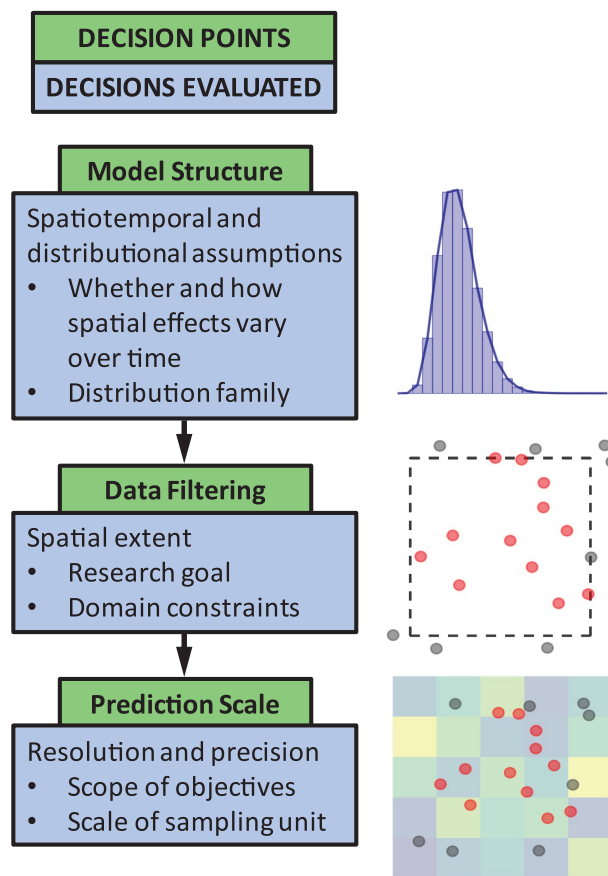 DECISION POINTS
DECISIONS EVALUATED
Model Structure
Spatiotemporal and
distributional assumptions
• Whether and how
spatial effects vary
over time
• Distribution family
Data Filtering
Spatial extent
• Research goal
• Domain constraints
Prediction Scale
Resolution and precision
• Scope of objectives
• Scale of sampling unit